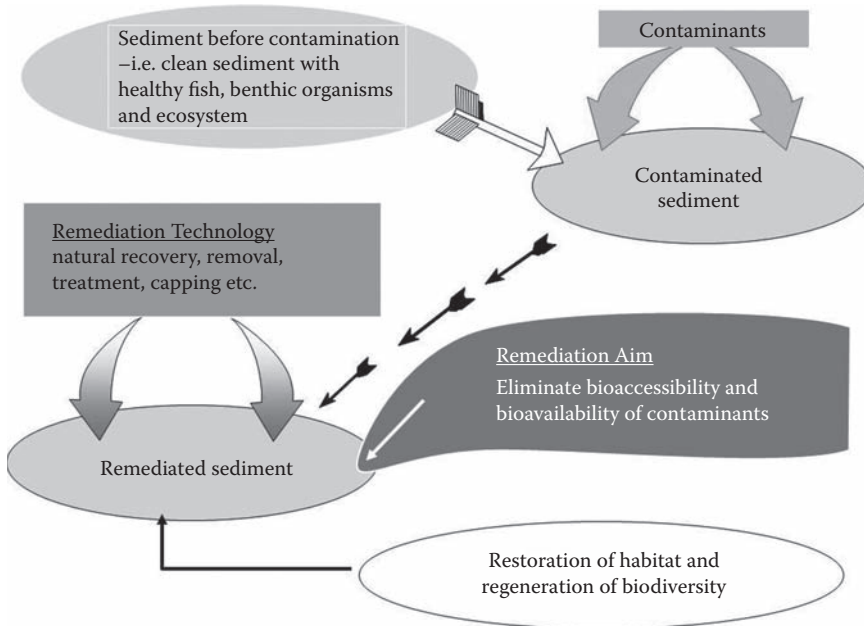 Sediment before contamination
–i.e. clean sediment with
healthy fish, benthic organisms
and ecosystem
Contaminants
Contaminated
sediment
Remediation Technology
natural recovery, removal,
treatment, capping etc.
Remediation Aim
Eliminate bioaccessibility and
bioavailability of contaminants
Remediated sediment
Restoration of habitat and
regeneration of biodiversity